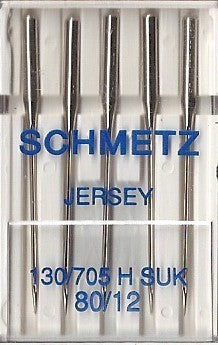 SCHMETZ
JERSEY
130/705 H SUK
80/12